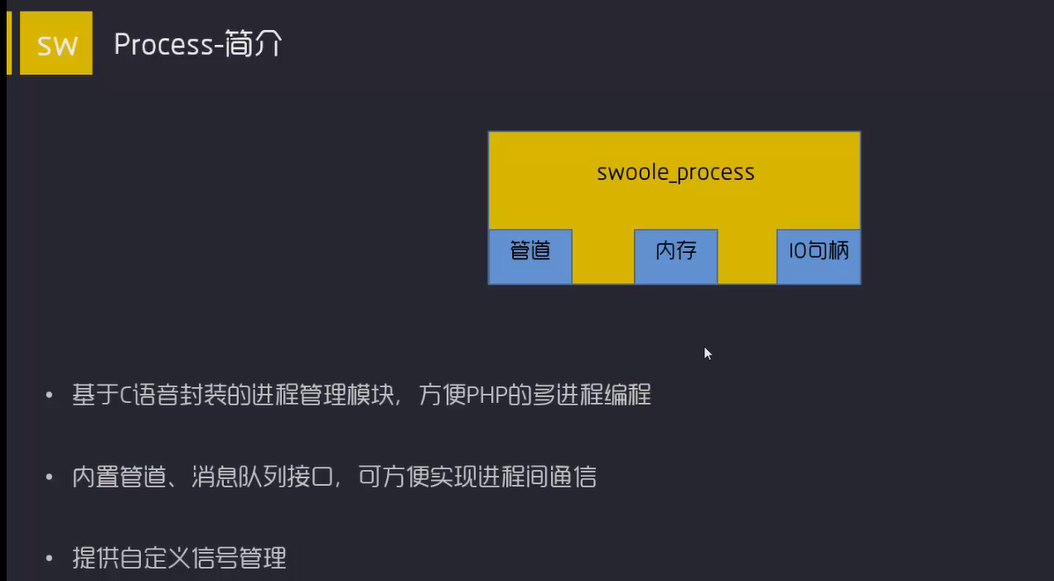 SW
Process-简介
swoole_process
管道
内存
IO句柄
• 基于C语音封装的进程管理模块，方便PHP的多进程编程
• 内置管道、消息队列接口，可方便实现进程间通信
• 提供自定义信号管理